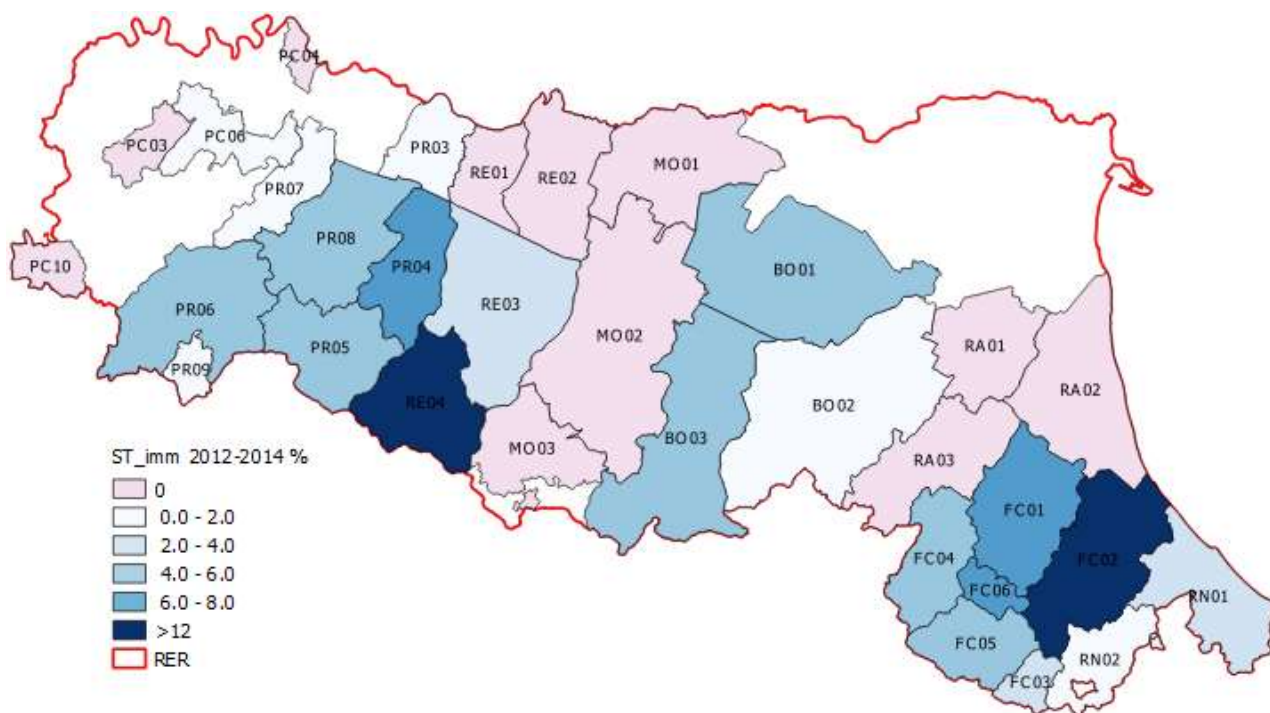 PC04
PC03
PC06
PR03
MO01
RE01
RE02
PR07
PR08
PC10
PR04
BO01
PR06
RE03
MO02
RA01
PR05
PR09
RA02
RE04
BO02
BO03
MO03
RA03
ST_imm 2012-2014 %
0
0.0 - 2.0
2.0 - 4.0
4.0 - 6.0
6.0 - 8.0
>12
RER
FC01
FC04
FC02
FC06
RN01
FC05
RN02
FC03